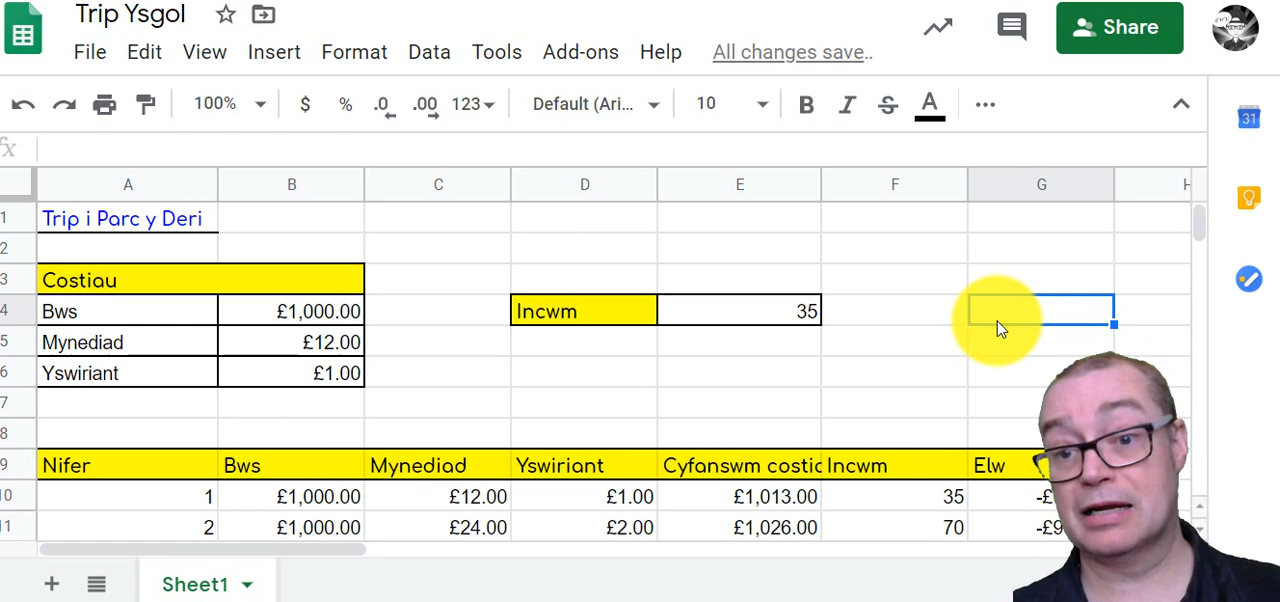 Trip Ysgol
File Edit View Insert Format Data Tools Add-ons Help All changes save..
Share
100% $ % .0 .00 123 Default (Ari... 10 B I S A ...
31
fx
A B C D E F G H
1 Trip i Parc y Deri
2
3 Costiau
4 Bws £1,000.00 Incwm 35
5 Mynediad £12.00
6 Yswiriant £1.00
7
8
9 Nifer Bws Mynediad Yswiriant Cyfanswm costic Incwm Elw
10 1 £1,000.00 £12.00 £1.00 £1,013.00 35 -£
11 2 £1,000.00 £24.00 £2.00 £1,026.00 70 -£9
Sheet1